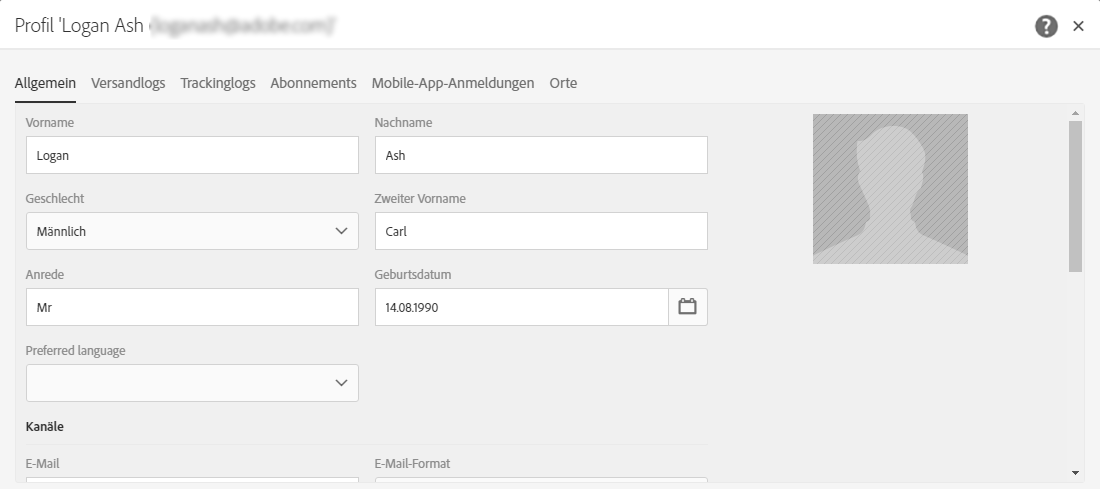 Profil 'Logan Ash
Allgemein Versandlogs Trackinglogs Abonnements Mobile-App-Anmeldungen Orte
Vorname Nachname
Logan Ash
Geschlecht Zweiter Vorname
Männlich Carl
Anrede Geburtsdatum
Mr 14.08.1990
Preferred language
Kanäle
E-Mail E-Mail-Format